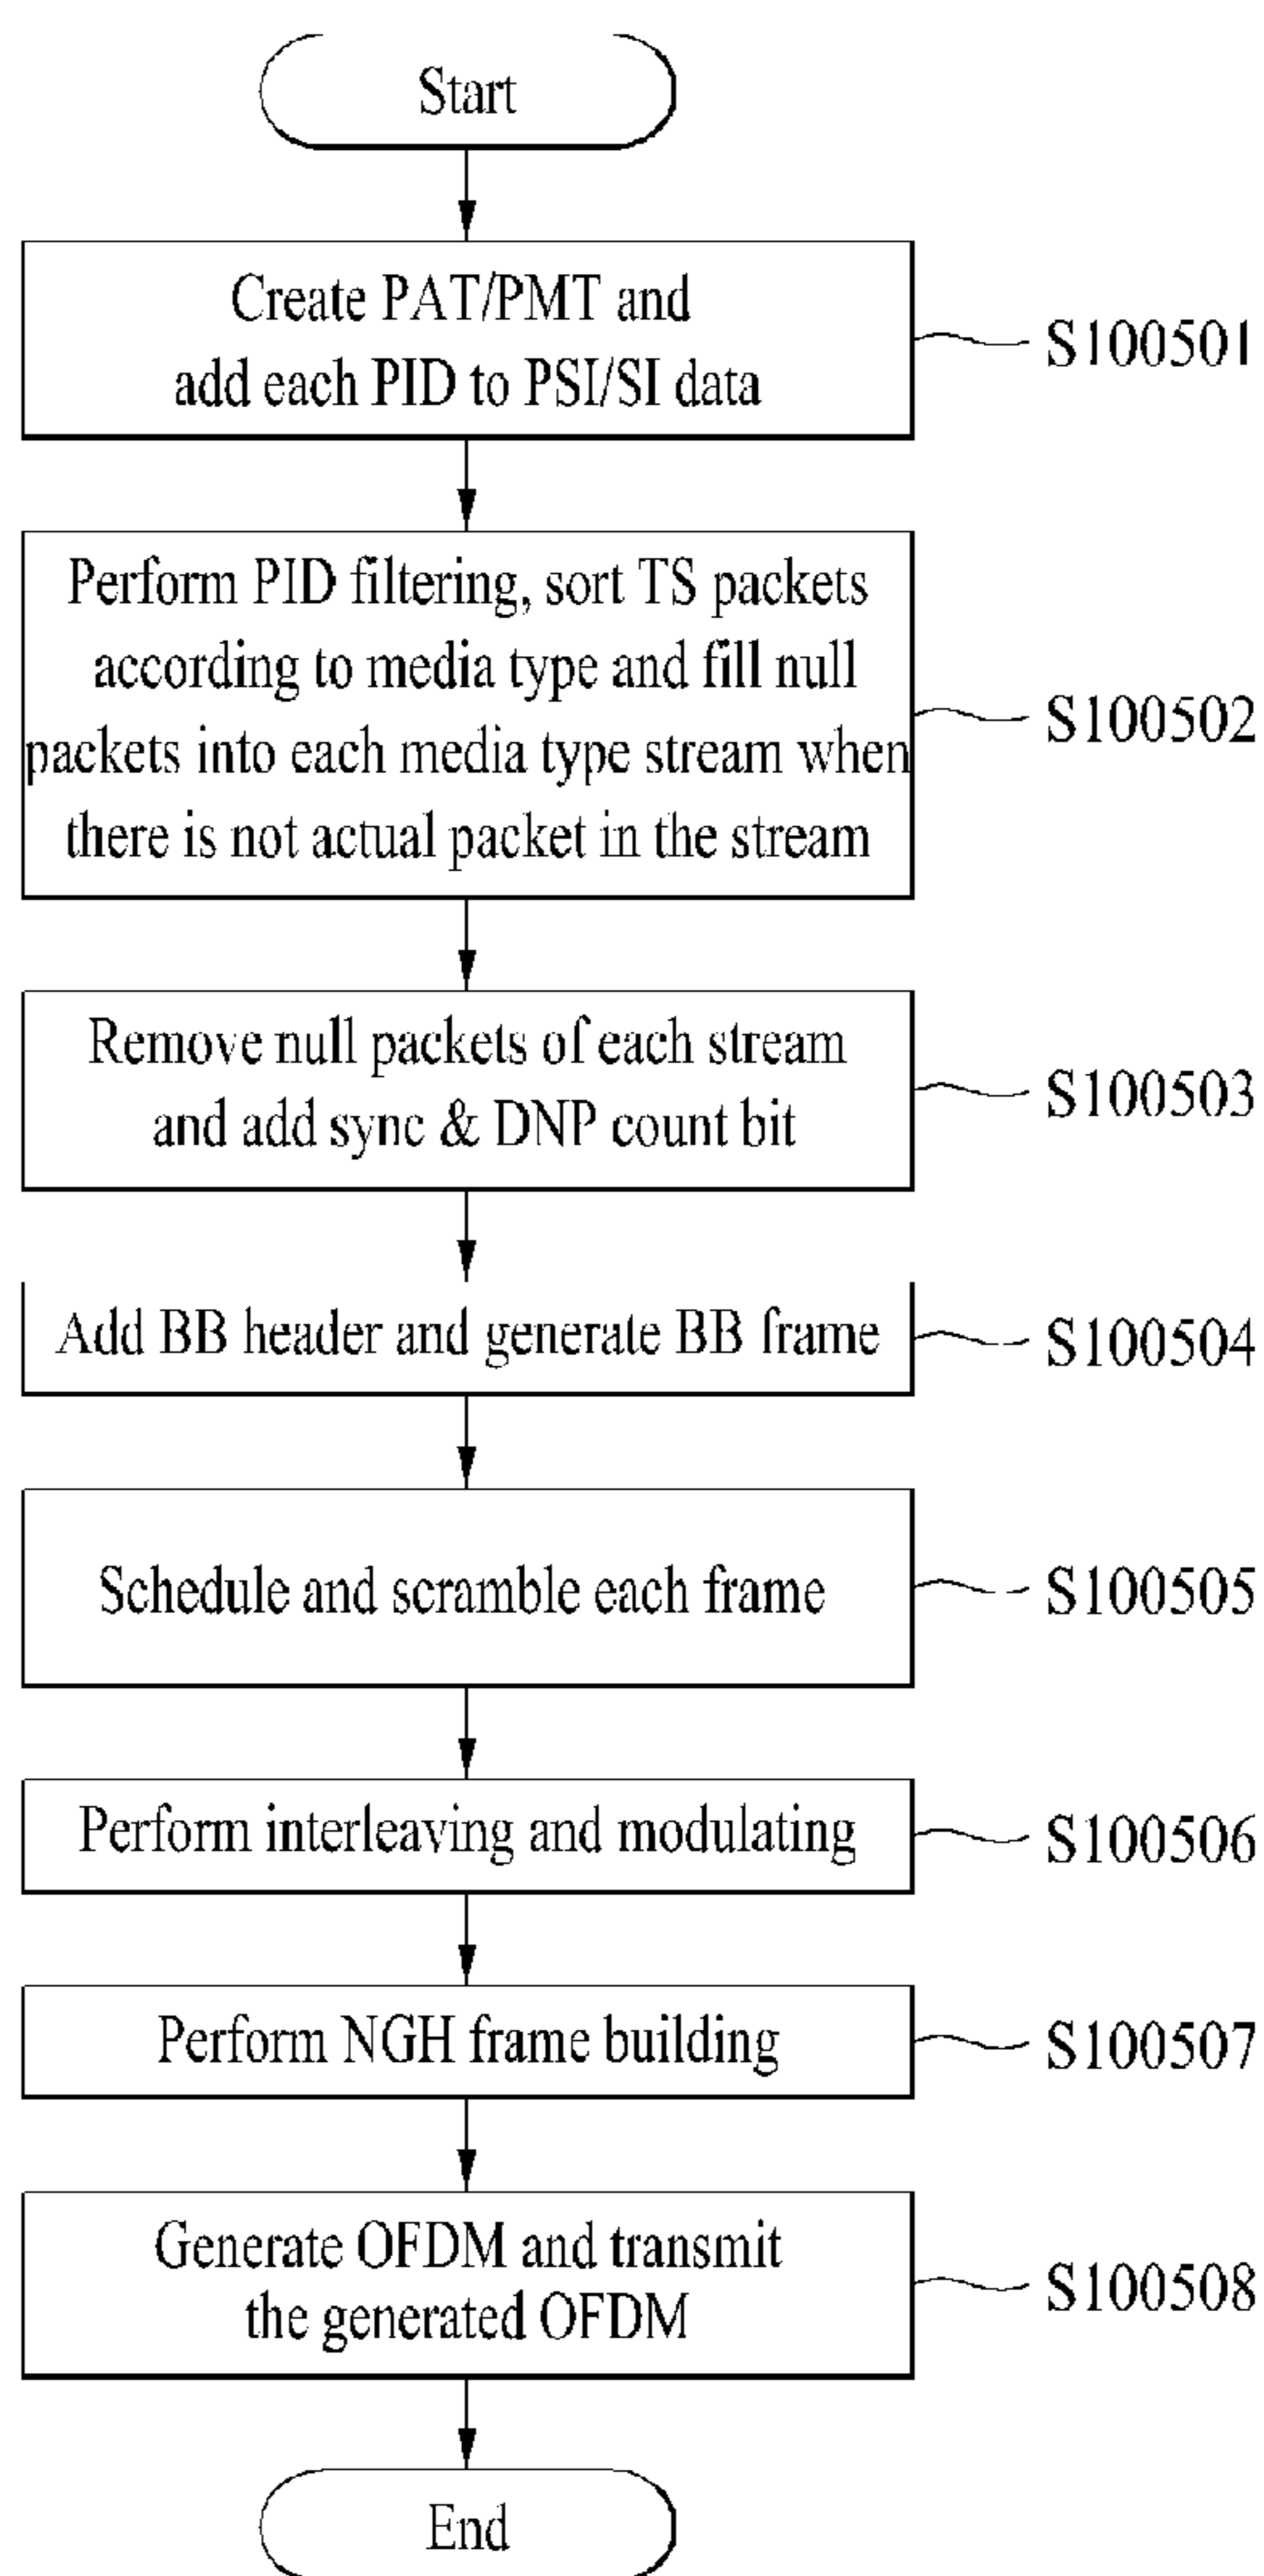 Start
Create PAT/PMT and
add each PID to PSI/SI data
S100501
Perform PID filtering, sort TS packets
according to media type and fill null
packets into each media type stream when
there is not actual packet in the stream
S100502
Remove null packets of each stream
and add sync & DNP count bit
S100503
Add BB header and generate BB frame
S100504
Schedule and scramble each frame
S100505
Perform interleaving and modulating
S100506
Perform NGH frame building
S100507
Generate OFDM and transmit
the generated OFDM
S100508
End